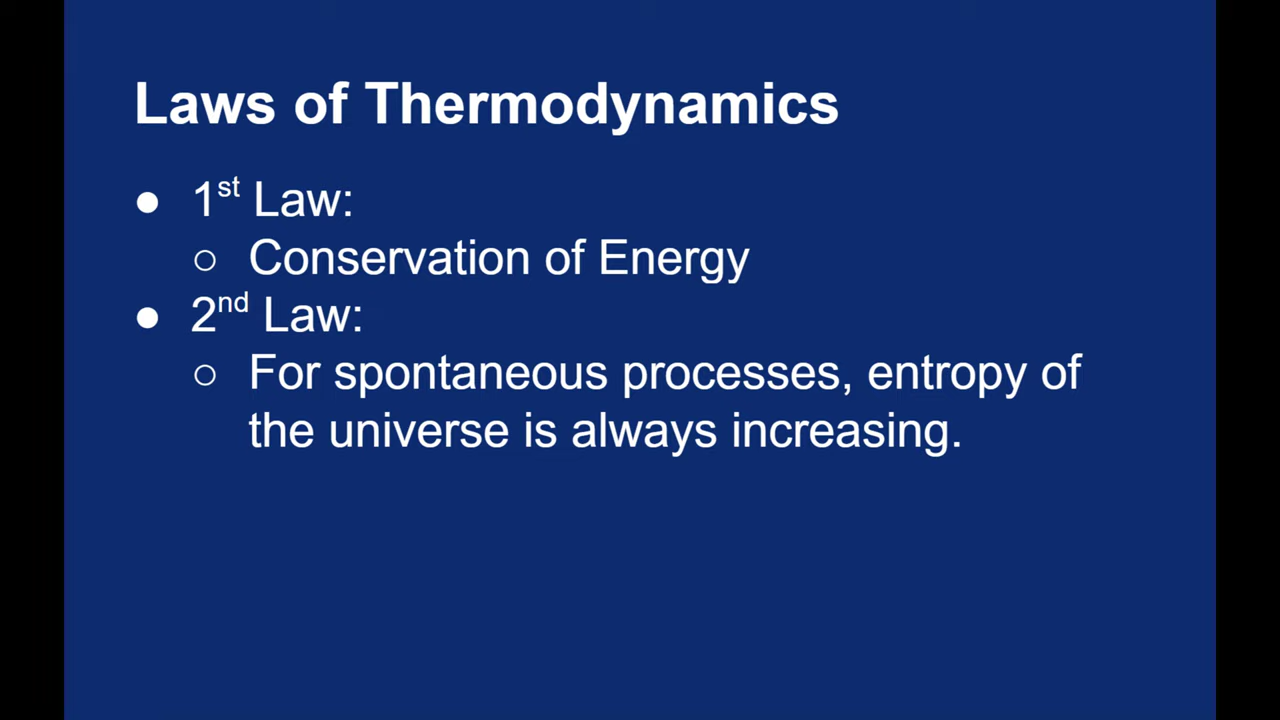 Laws of Thermodynamics
● 1st Law:
○ Conservation of Energy
● 2nd Law:
○ For spontaneous processes, entropy of
the universe is always increasing.